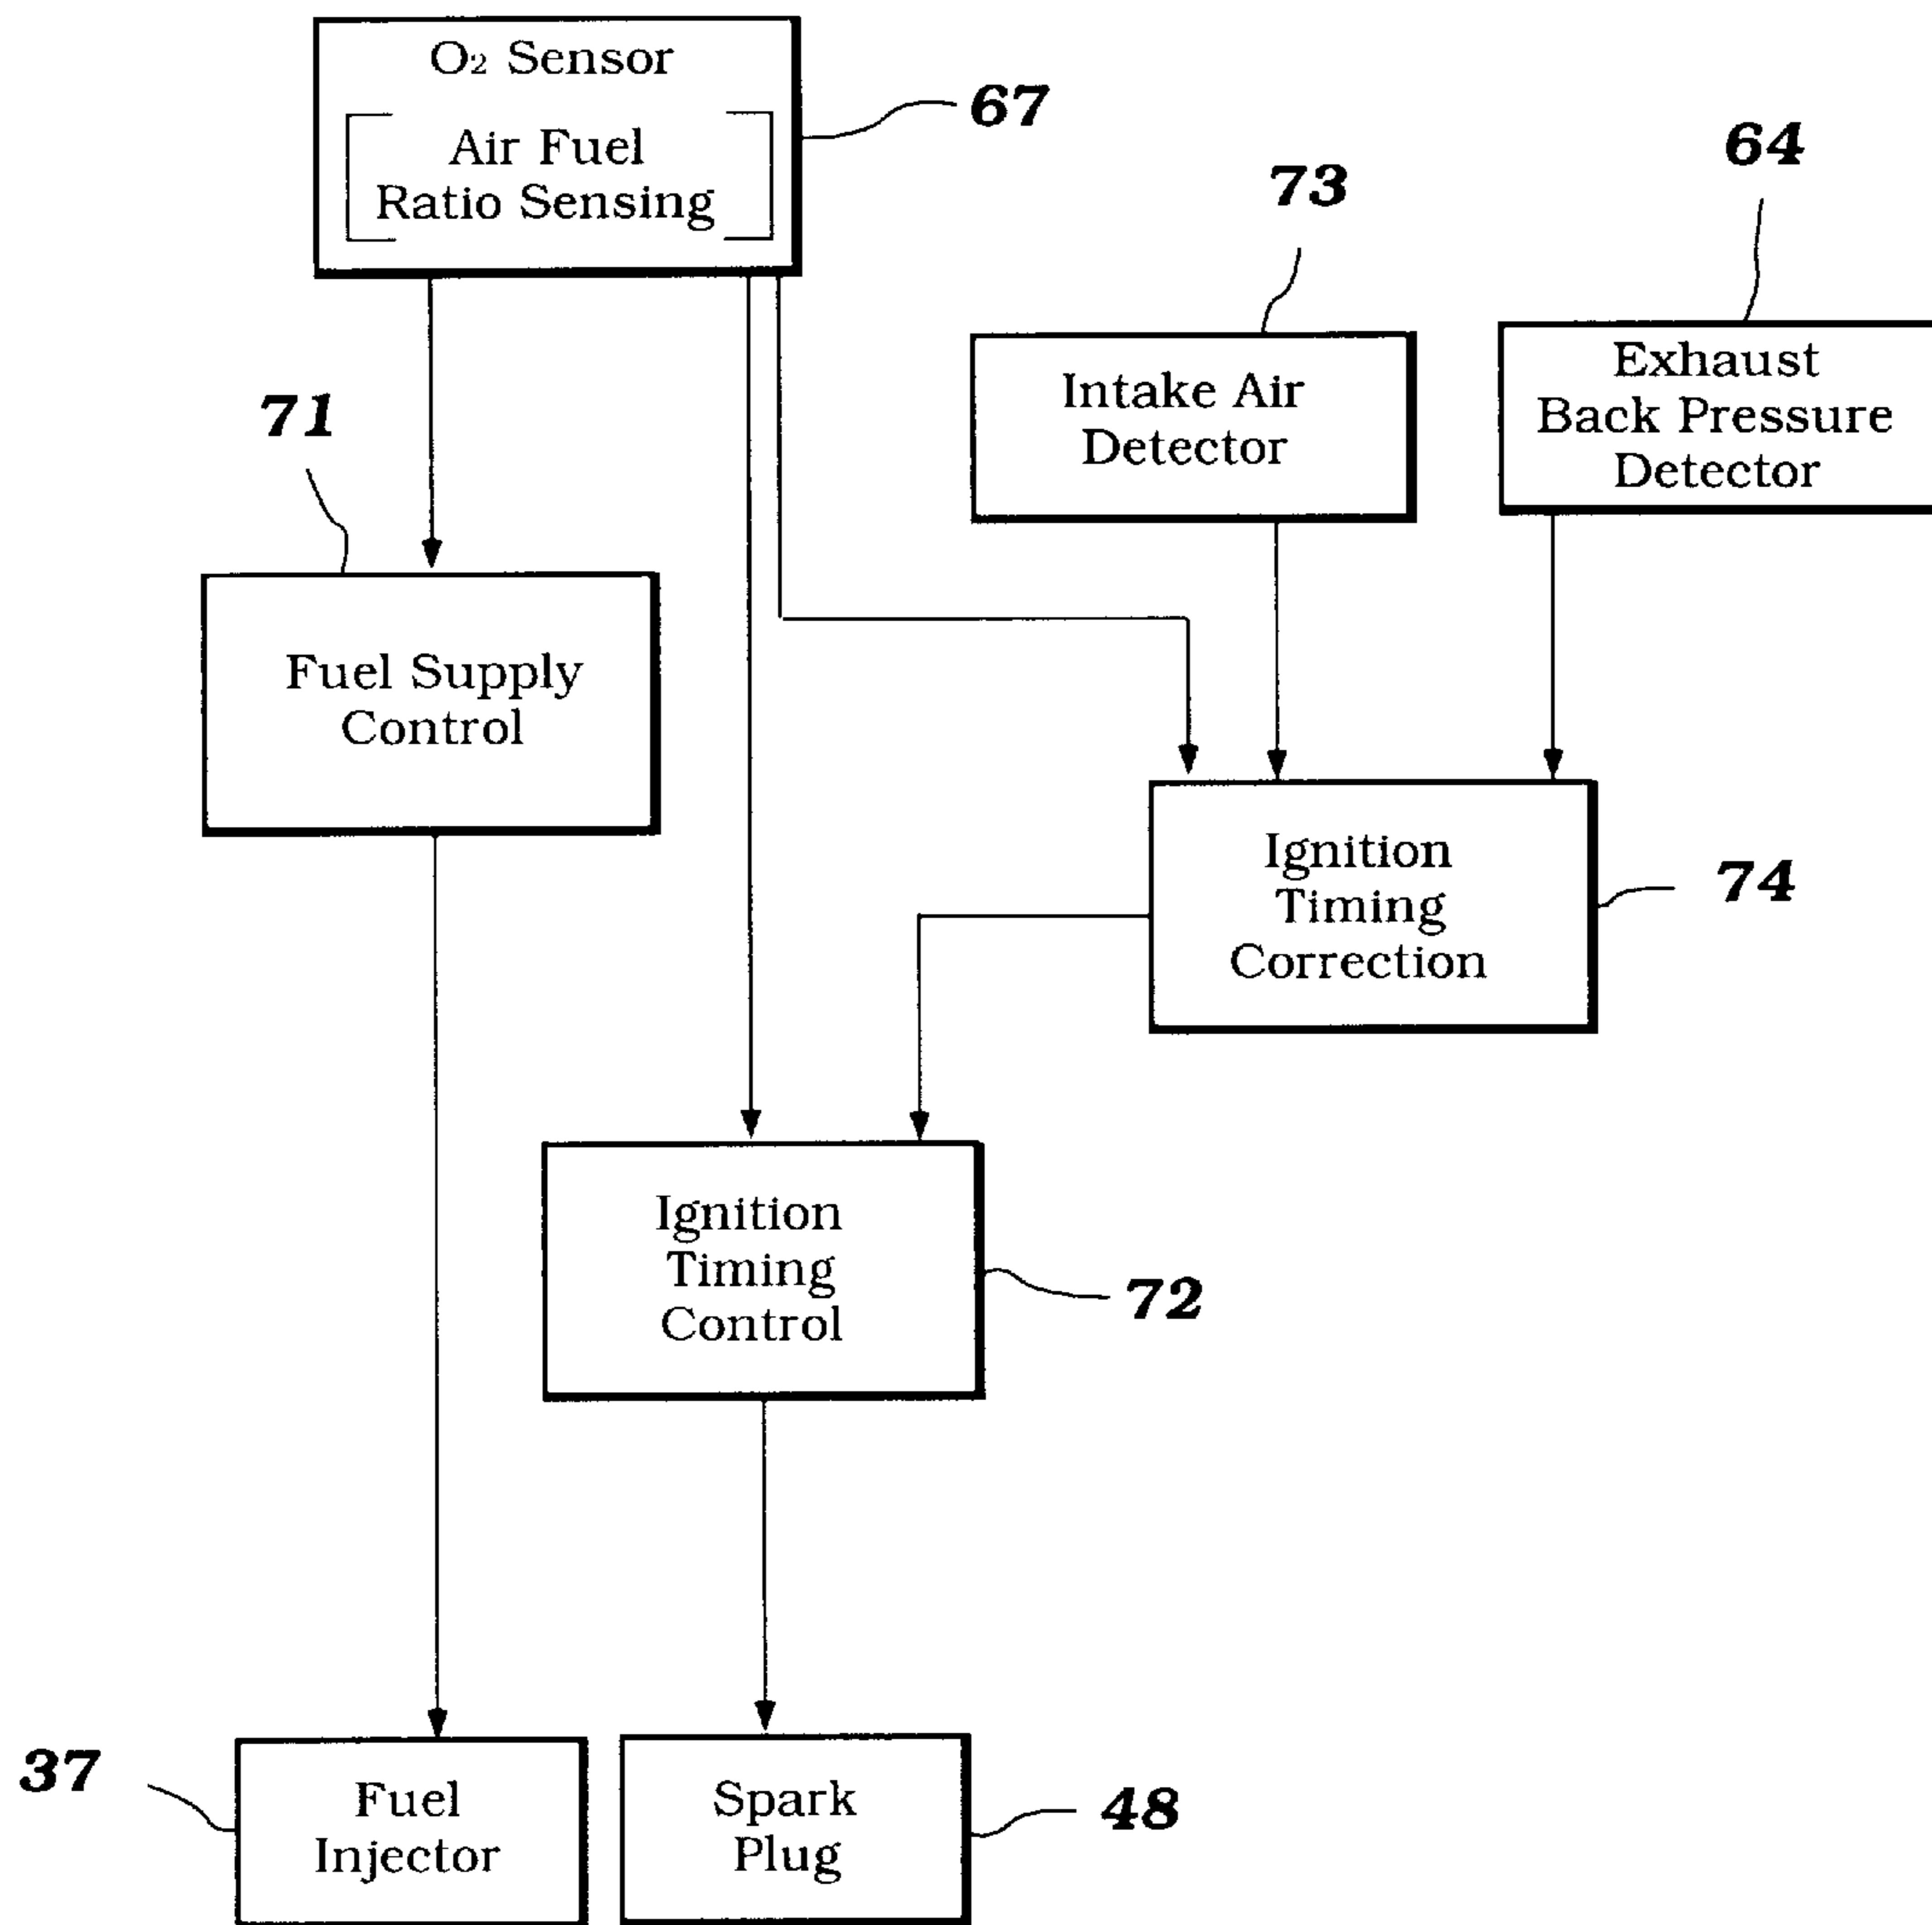 O₂ Sensor
Air Fuel
Ratio Sensing
67
73
64
Intake Air
Detector
Exhaust
Back Pressure
Detector
71
Fuel Supply
Control
Ignition
Timing
Correction
74
Ignition
Timing
Control
72
37
Fuel
Injector
Spark
Plug
48